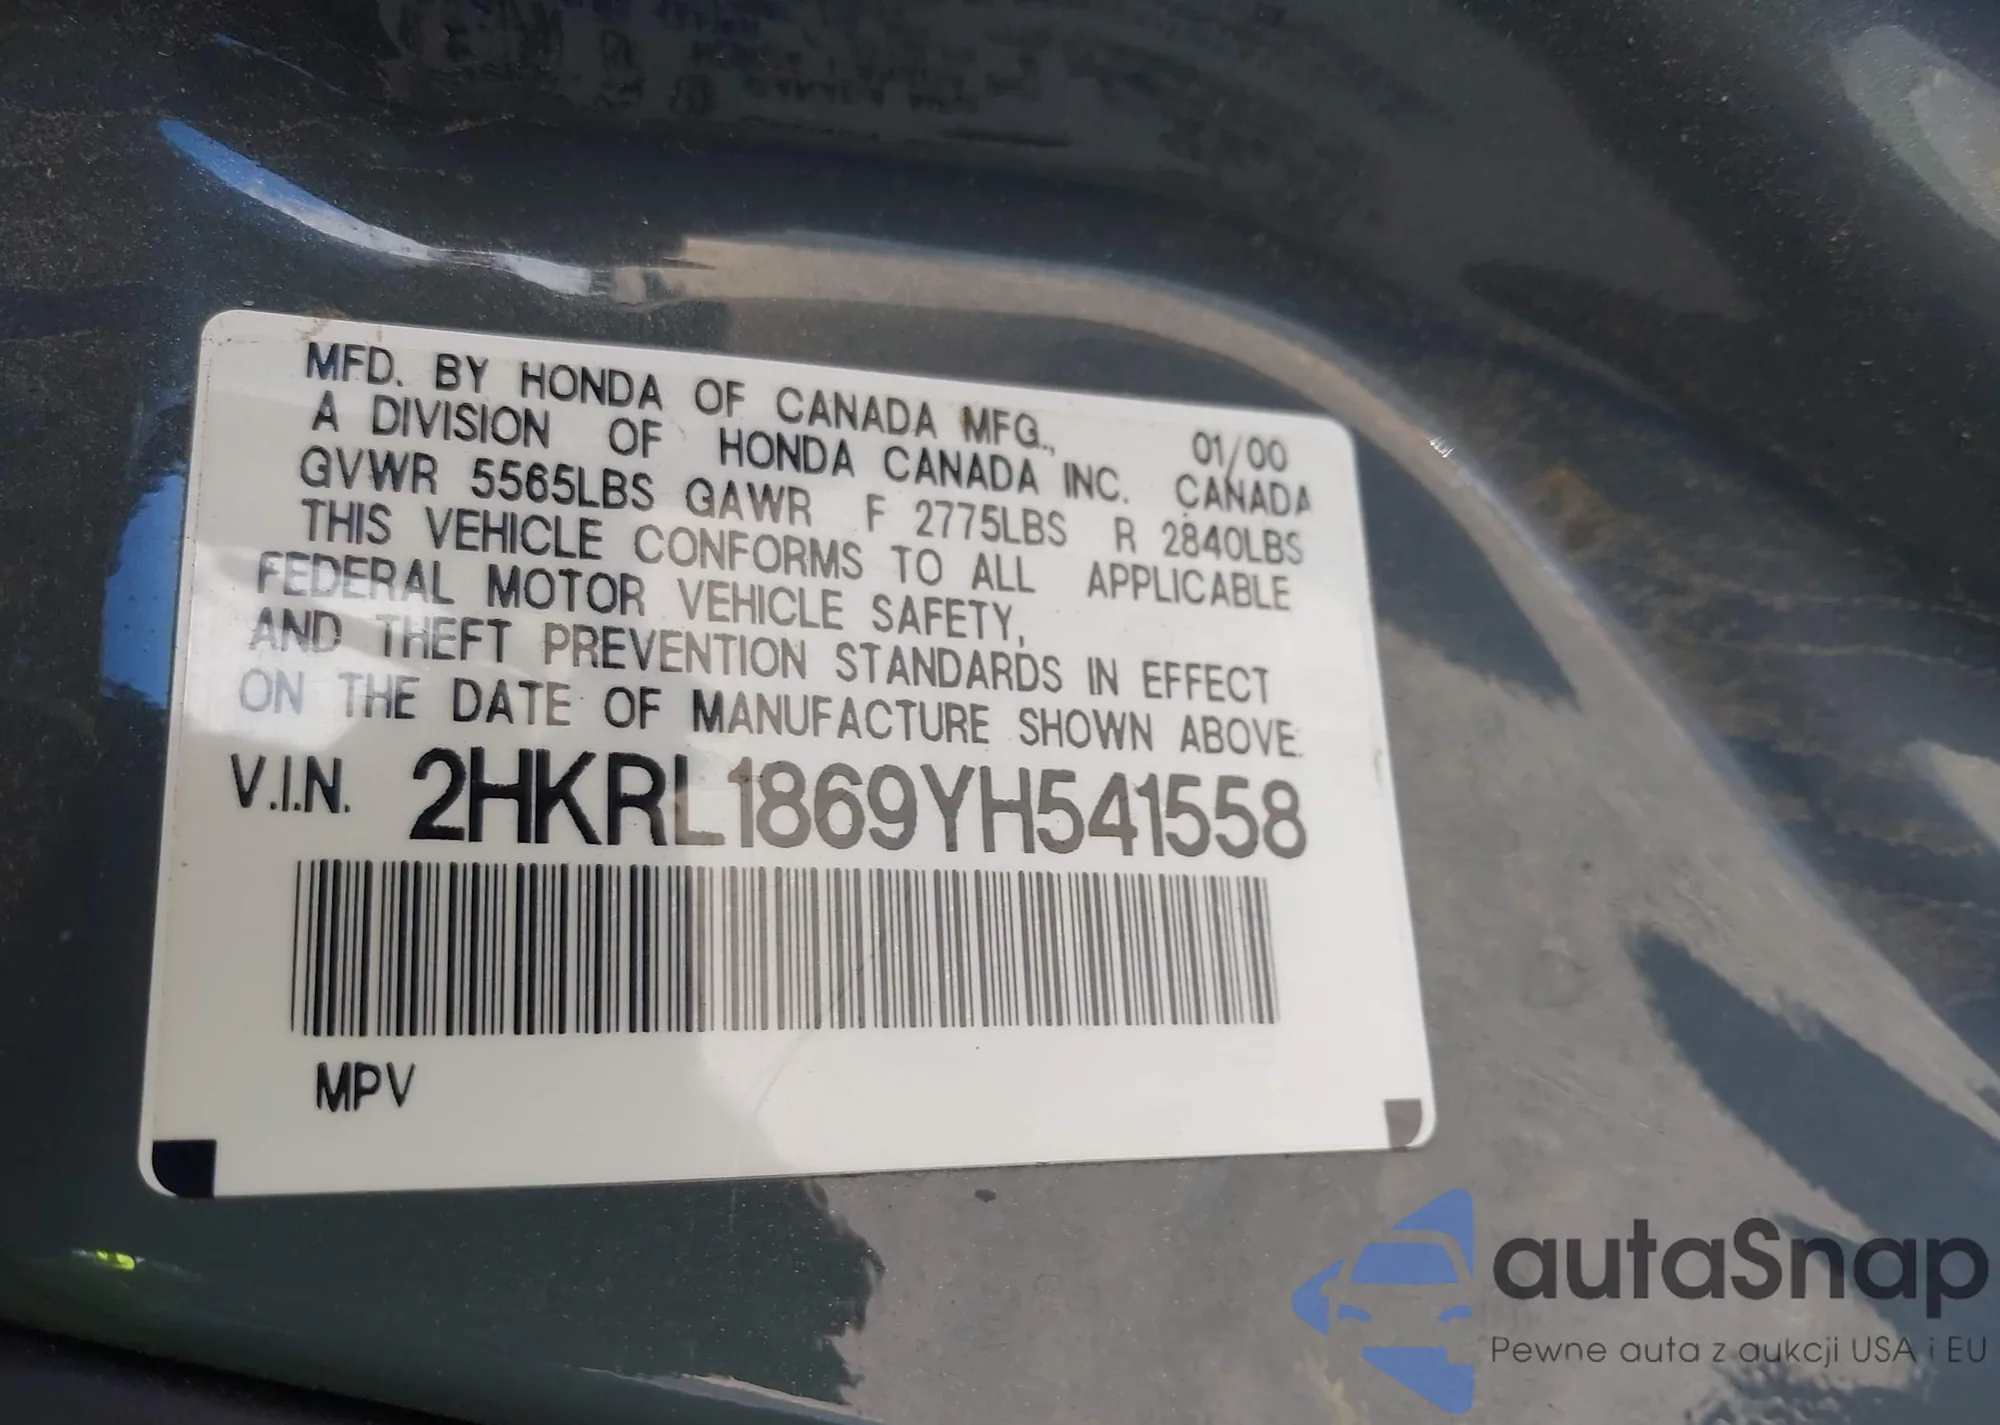 MFD. BY HONDA OF CANADA MFG., 01/00
A DIVISION OF HONDA CANADA INC. CANADA
GVWR 5565LBS GAWR F 2775LBS R 2840LBS
THIS VEHICLE CONFORMS TO ALL APPLICABLE
FEDERAL MOTOR VEHICLE SAFETY,
AND THEFT PREVENTION STANDARDS IN EFFECT
ON THE DATE OF MANUFACTURE SHOWN ABOVE.
V.I.N. 2HKRL1869YH541558
MPV
autaSnap
Pewne auta z aukcji USA i EU